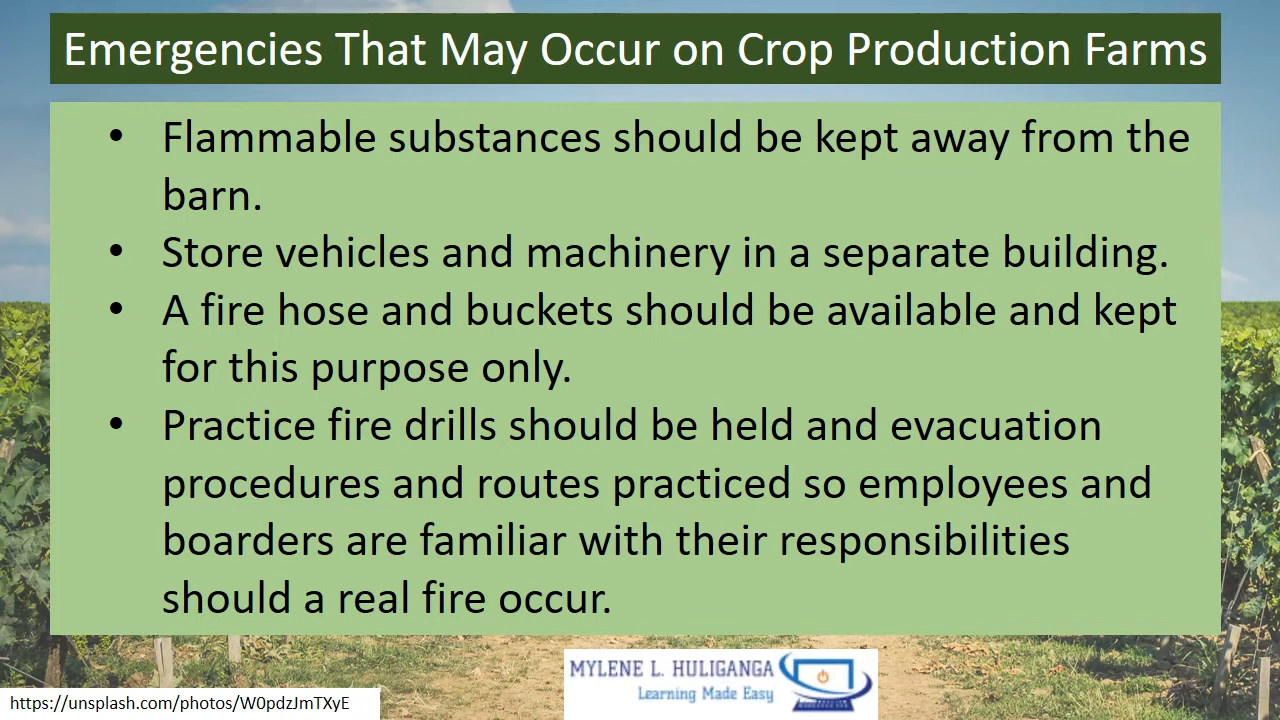 Emergencies That May Occur on Crop Production Farms
• Flammable substances should be kept away from the
barn.
• Store vehicles and machinery in a separate building.
• A fire hose and buckets should be available and kept
for this purpose only.
• Practice fire drills should be held and evacuation
procedures and routes practiced so employees and
boarders are familiar with their responsibilities
should a real fire occur.
MYLENE L. HULIGANGA
Learning Made Easy
https://unsplash.com/photos/W0pdzJmTXyE